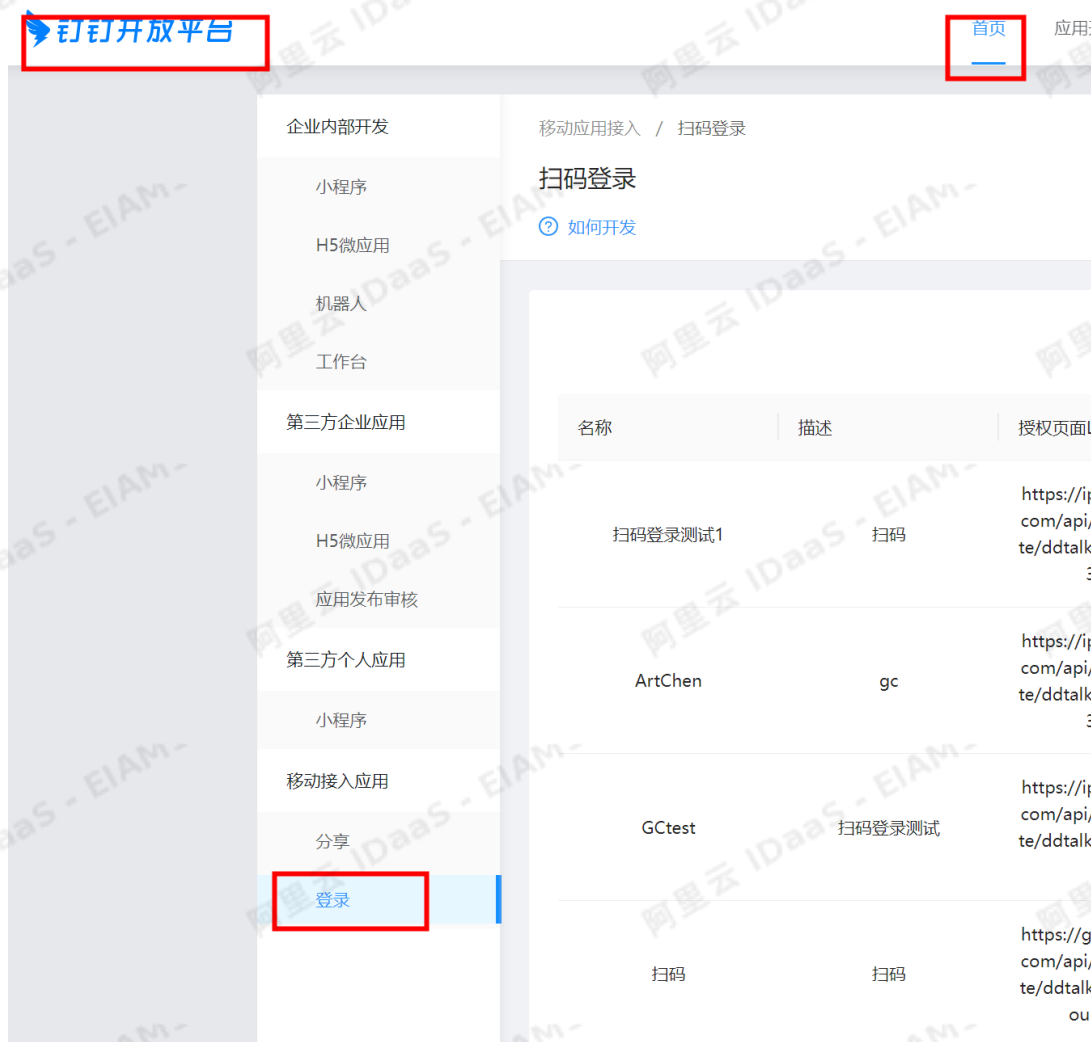 钉钉开放平台
首页
应用
企业内部开发
小程序
H5微应用
机器人
工作台
第三方企业应用
小程序
H5微应用
应用发布审核
第三方个人应用
小程序
移动接入应用
分享
登录
移动应用接入 / 扫码登录
扫码登录
如何开发
名称 描述 授权页面
扫码登录测试1 扫码
https://ip
com/api/
te/ddtalk
3
ArtChen gc
https://ip
com/api/
te/ddtalk
3
GCtest 扫码登录测试
https://ip
com/api/
te/ddtalk
扫码 扫码
https://g
com/api/
te/ddtalk
ou
阿里云 IDaaS - EIAM-